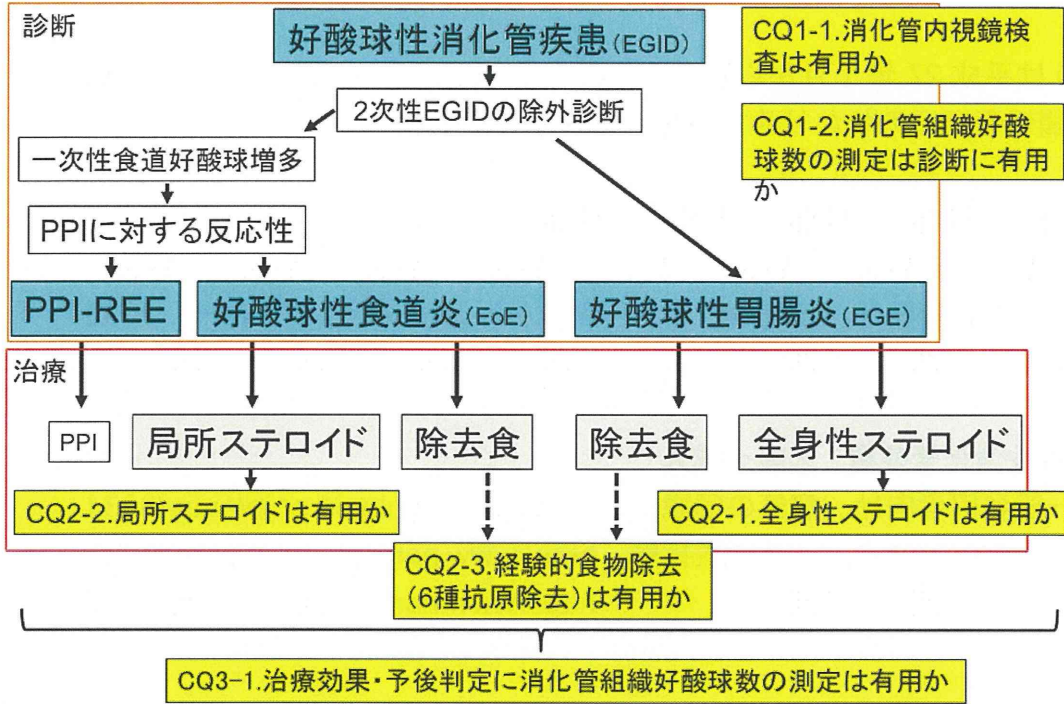 診断
好酸球性消化管疾患(EGID)
CQ1-1.消化管内視鏡検
査は有用か
2次性EGIDの除外診断
CQ1-2.消化管組織好酸
球数の測定は診断に有用
か
一次性食道好酸球増多
PPIに対する反応性
PPI-REE
好酸球性食道炎(EoE)
好酸球性胃腸炎(EGE)
治療
PPI
局所ステロイド
除去食
除去食
全身性ステロイド
CQ2-2.局所ステロイドは有用か
CQ2-1.全身性ステロイドは有用か
CQ2-3.経験的食物除去
(6種抗原除去)は有用か
CQ3-1.治療効果・予後判定に消化管組織好酸球数の測定は有用か